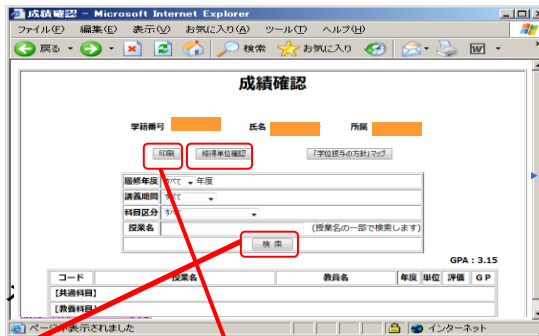 成績確認 - Microsoft Internet Explorer
ファイル(F) 編集(E) 表示(V) お気に入り(A) ツール(T) ヘルプ(H)
戻る 検索 お気に入り
成績確認
学籍番号 氏名 所属
印刷 修得単位確認 「学位授与の方針」マップ
履修年度 すべて 年度
講義期間 すべて
科目区分 すべて
授業名 (授業名の一部で検索します)
検索
GPA : 3.15
コード 授業名 教員名 年度 単位 評価 GP
【共通科目】
【教養科目】
ページが表示されました インターネット